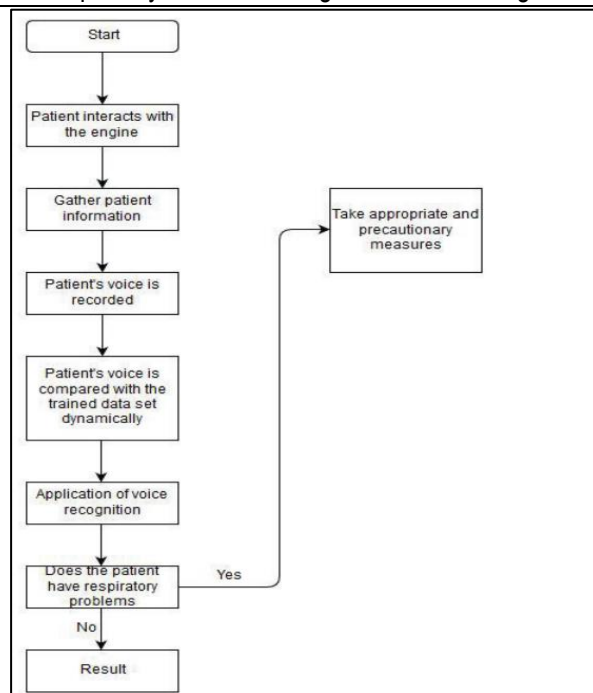 Start
Patient interacts with
the engine
Gather patient
information
Patient's voice is
recorded
Patient's voice is
compared with the
trained data set
dynamically
Application of voice
recognition
Does the patient
have respiratory
problems
Yes
No
Result
Take appropriate and
precautionary
measures